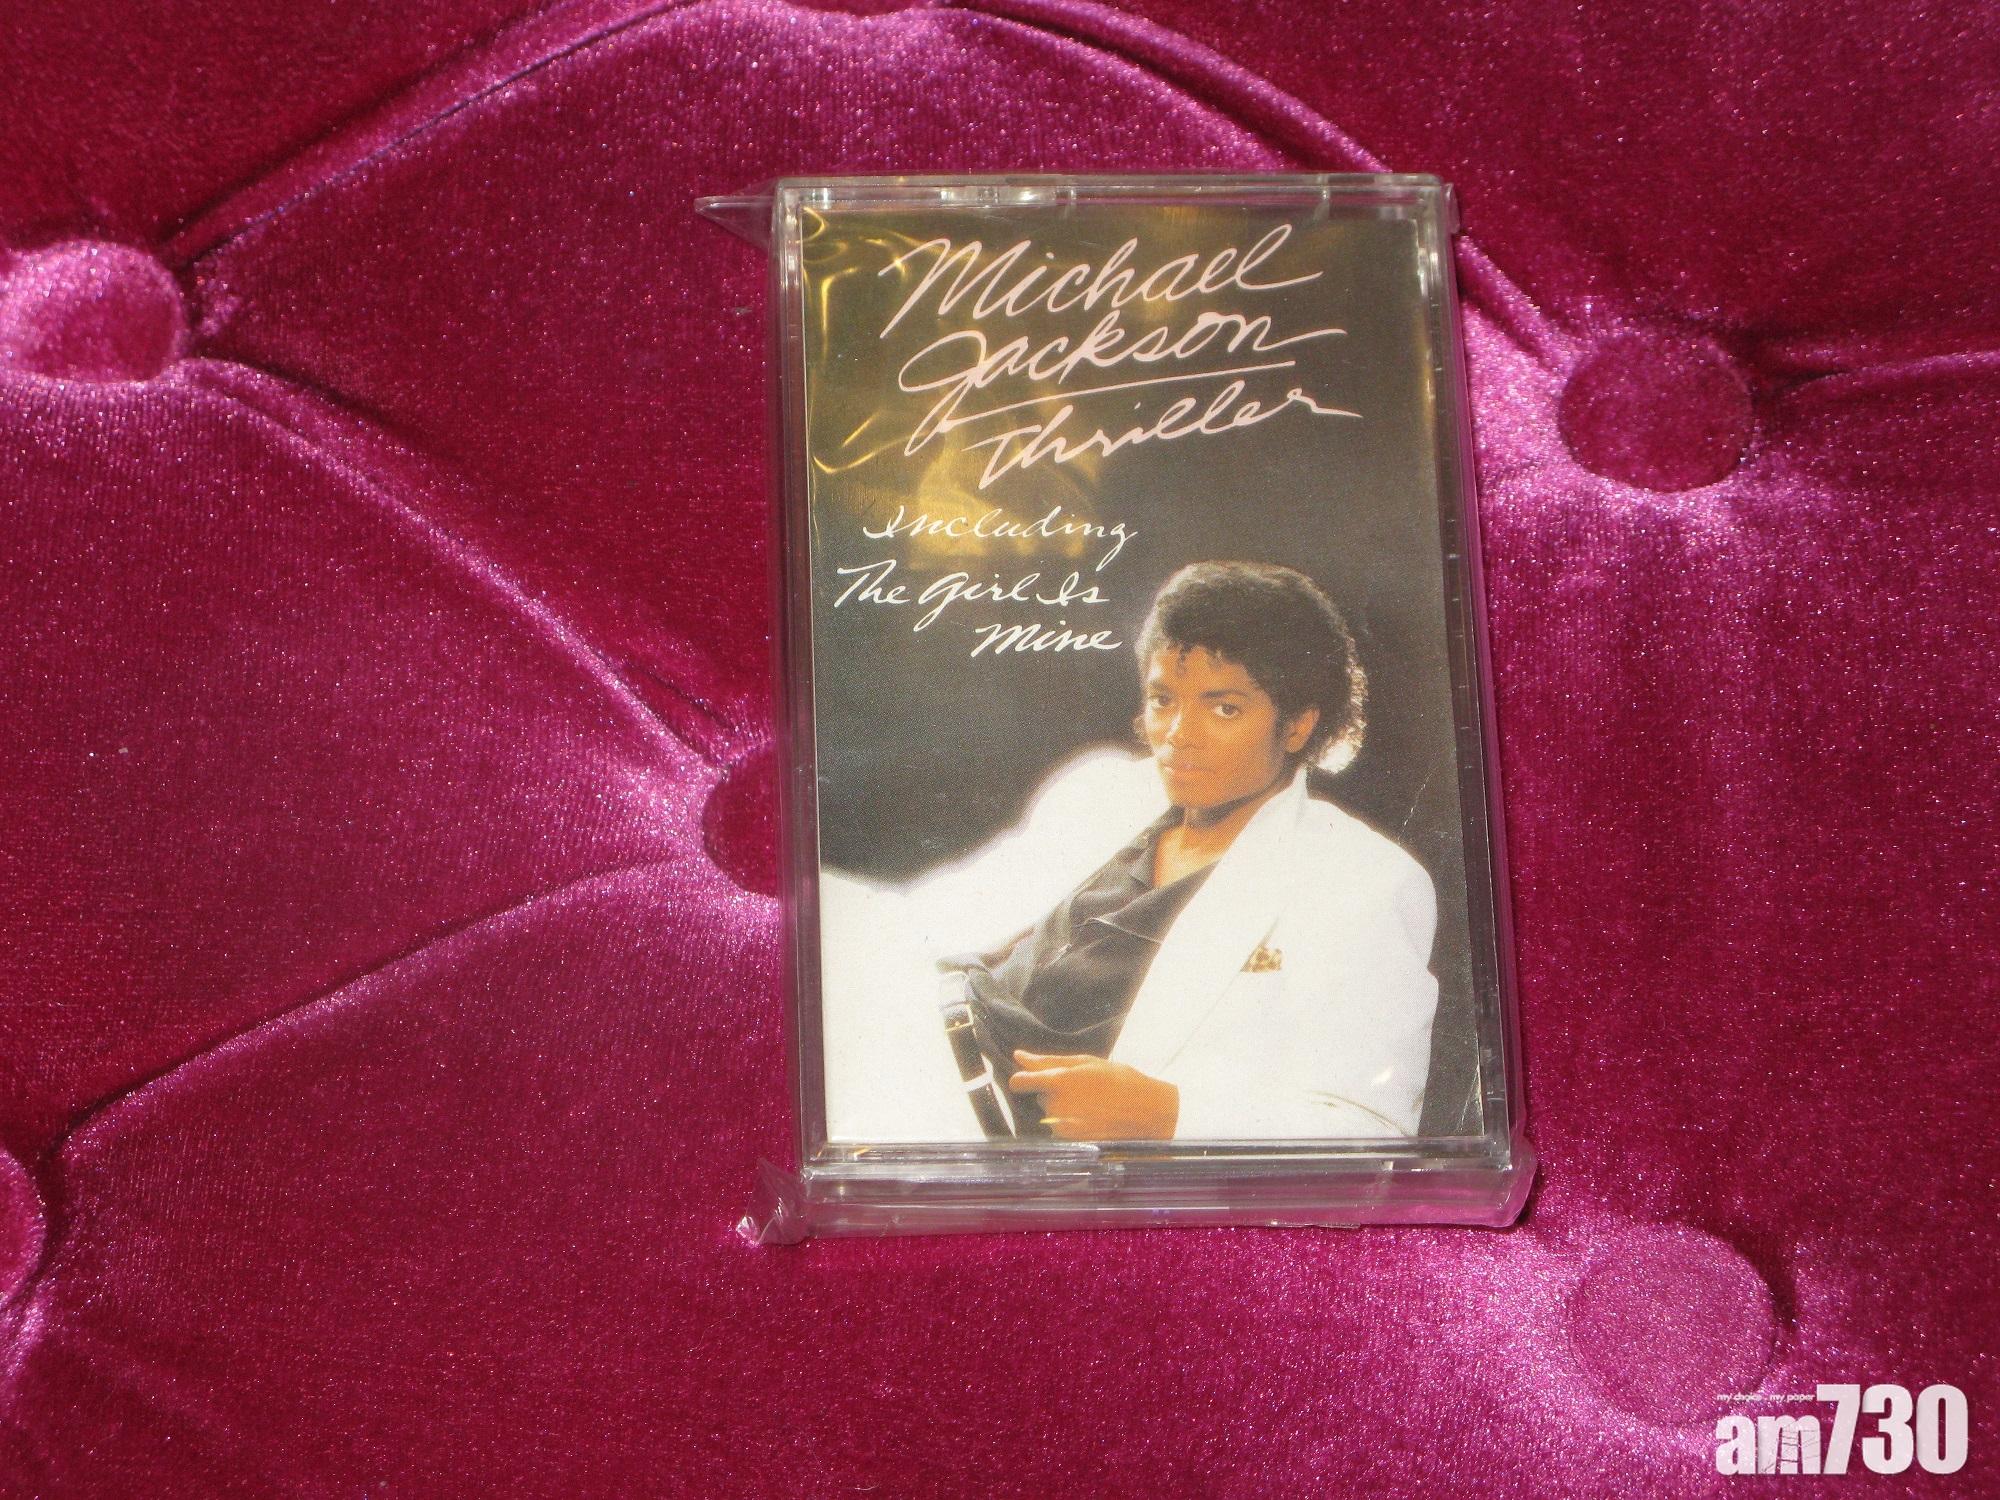 Michael
Jackson
Thriller
Including
The Girl Is
Mine
my choice . my paper
am730